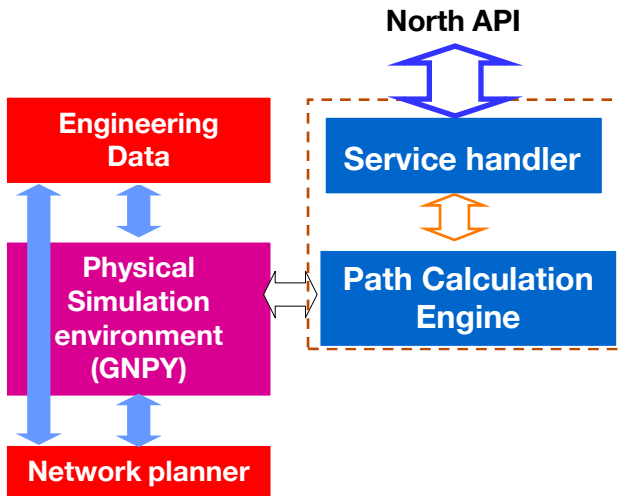 North API
Engineering
Data
Service handler
Physical
Simulation
environment
(GNPY)
Path Calculation
Engine
Network planner